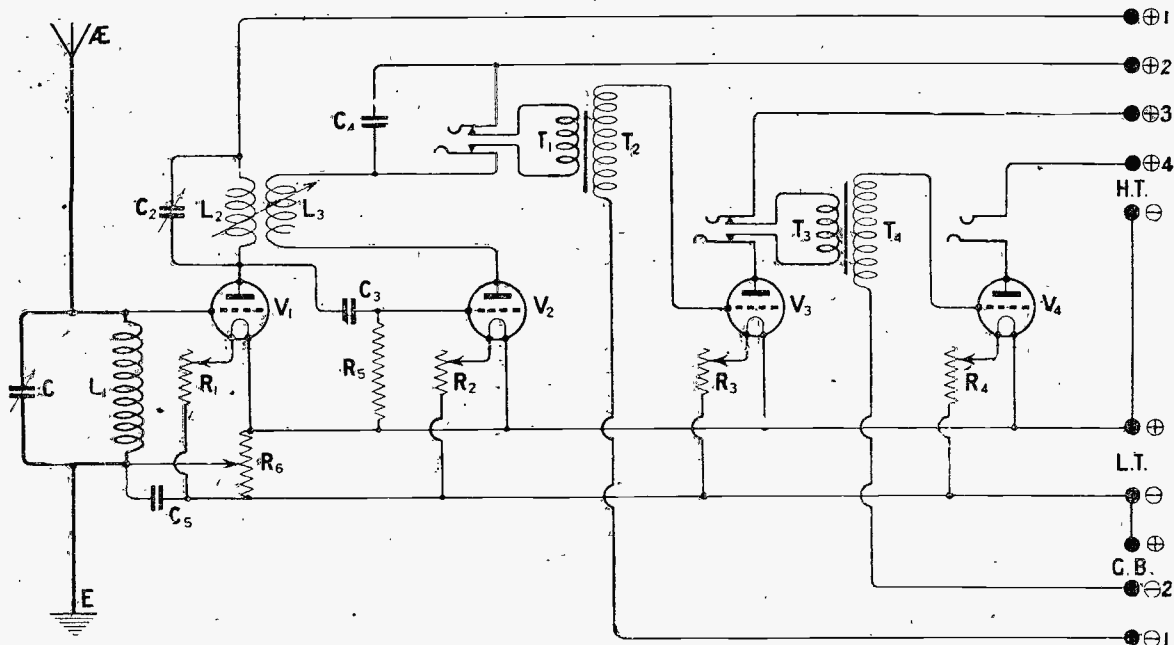 Æ
⊕1
⊕2
C4
⊕3
T1
T2
⊕4
H.T.
⊖
C2
L2
L3
T3
T4
V1
C3
V2
V3
V4
C
L1
R1
R5
R2
R3
R4
⊕
R6
L.T.
⊖
C5
⊕
G.B.
E
⊖2
⊖1